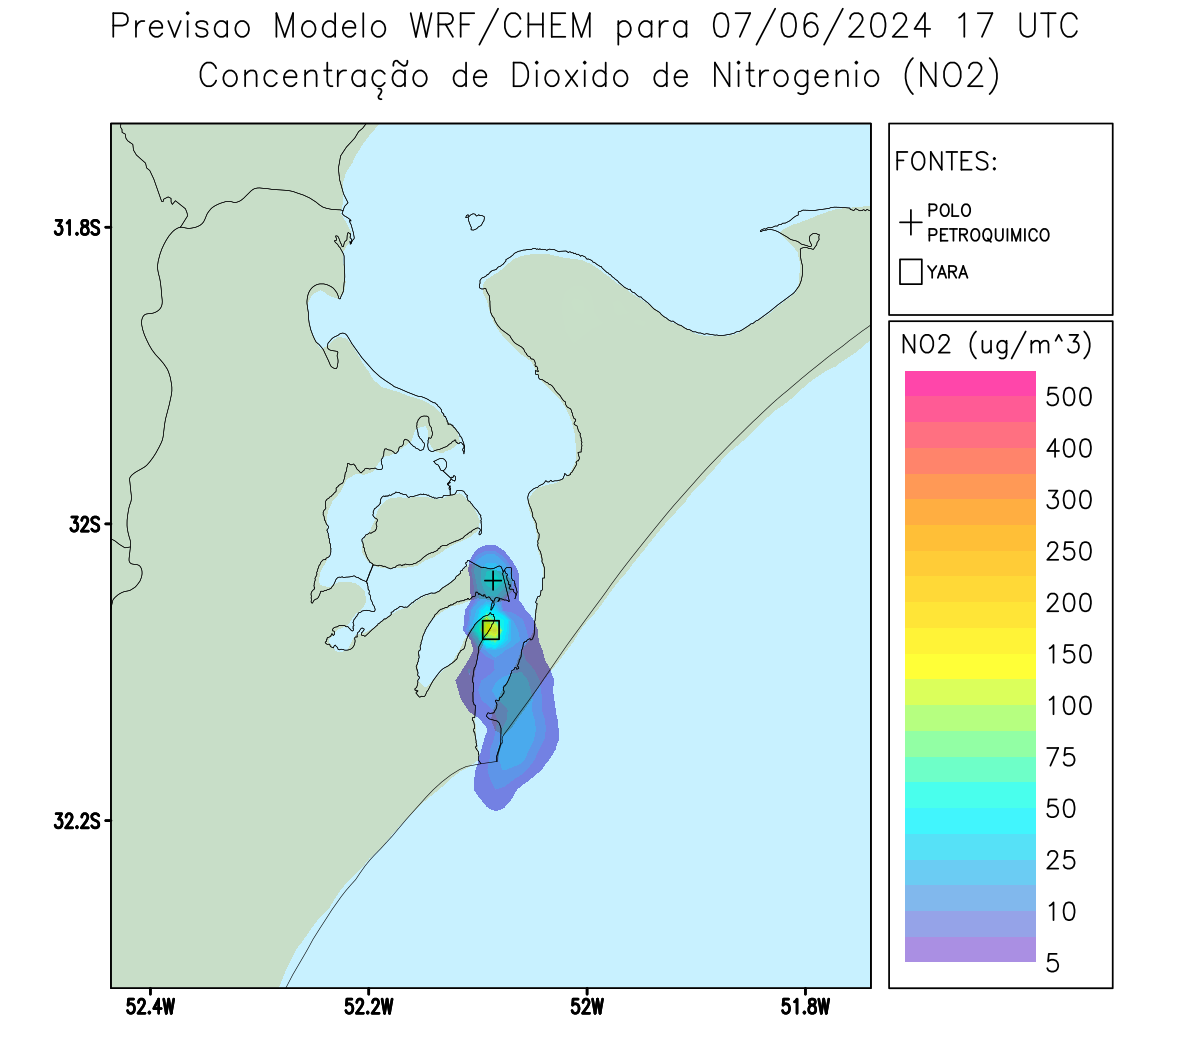 Previsao Modelo WRF/CHEM para 07/06/2024 17 UTC
Concentração de Dioxido de Nitrogenio (NO2)
FONTES:
POLO
PETROQUIMICO
YARA
NO2 (ug/m^3)
500
400
300
250
200
150
100
75
50
25
10
5
31.8S
32S
32.2S
52.4W
52.2W
52W
51.8W